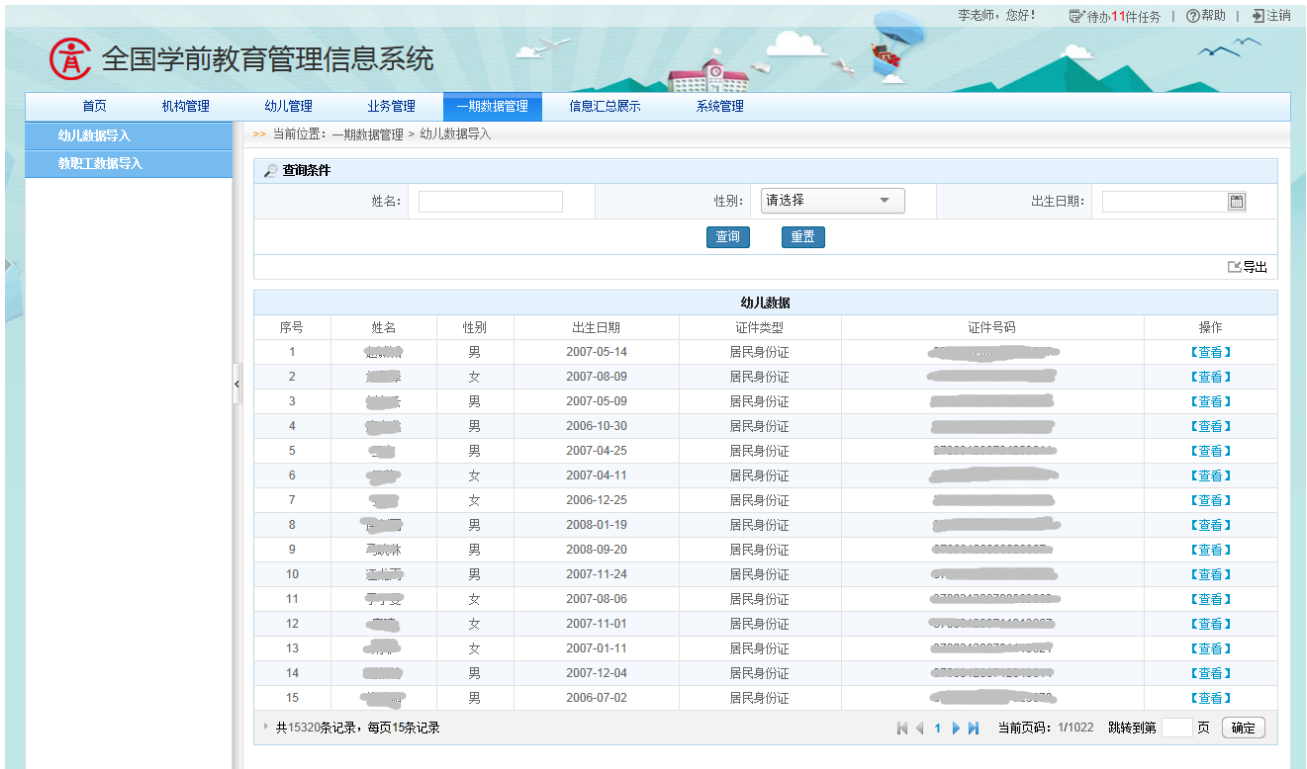 李老师，您好！ 待办11件任务 | 帮助 | 注销
全国学前教育管理信息系统
首页 机构管理 幼儿管理 业务管理 一期数据管理 信息汇总展示 系统管理
幼儿数据导入
教职工数据导入
>> 当前位置：一期数据管理 > 幼儿数据导入
查询条件
姓名： 性别： 请选择 出生日期：
查询 重置
导出
幼儿数据
序号 姓名 性别 出生日期 证件类型 证件号码 操作
1 男 2007-05-14 居民身份证 【查看】
2 女 2007-08-09 居民身份证 【查看】
3 男 2007-05-09 居民身份证 【查看】
4 男 2006-10-30 居民身份证 【查看】
5 男 2007-04-25 居民身份证 【查看】
6 女 2007-04-11 居民身份证 【查看】
7 女 2006-12-25 居民身份证 【查看】
8 男 2008-01-19 居民身份证 【查看】
9 男 2008-09-20 居民身份证 【查看】
10 男 2007-11-24 居民身份证 【查看】
11 女 2007-08-06 居民身份证 【查看】
12 女 2007-11-01 居民身份证 【查看】
13 女 2007-01-11 居民身份证 【查看】
14 男 2007-12-04 居民身份证 【查看】
15 男 2006-07-02 居民身份证 【查看】
共15320条记录，每页15条记录 1 当前页码：1/1022 跳转到第 页 确定